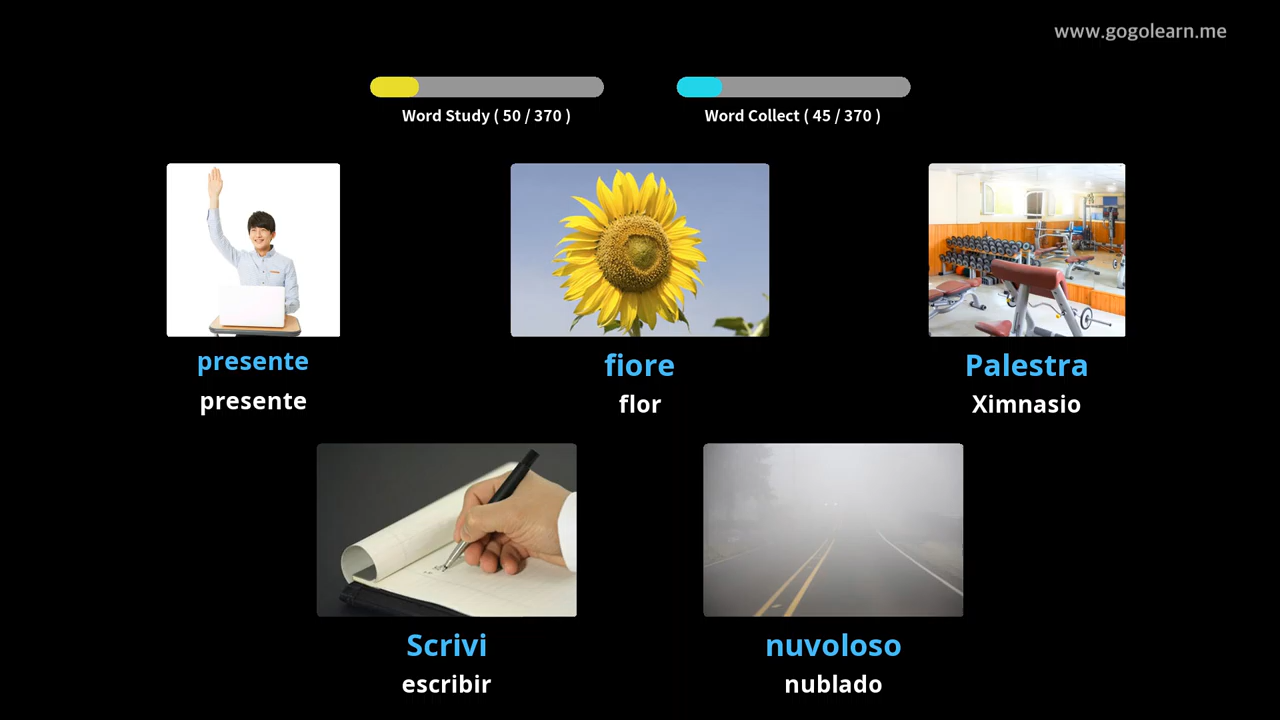 www.gogolearn.me
Word Study ( 50 / 370 )
Word Collect ( 45 / 370 )
presente
presente
fiore
flor
Palestra
Ximnasio
Scrivi
escribir
nuvoloso
nublado